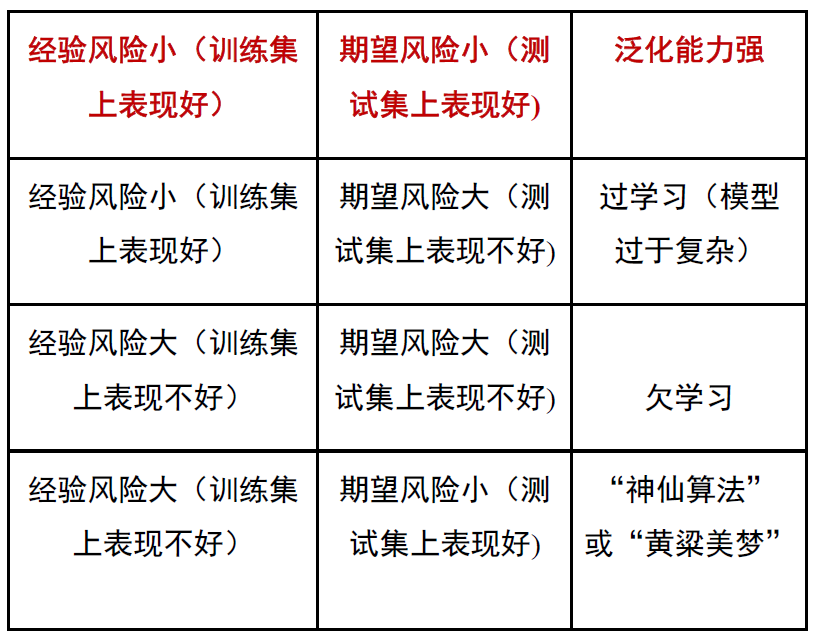 经验风险小（训练集
上表现好）
期望风险小（测
试集上表现好)
泛化能力强
经验风险小（训练集
上表现好）
期望风险大（测
试集上表现不好)
过学习（模型
过于复杂）
经验风险大（训练集
上表现不好）
期望风险大（测
试集上表现不好)
欠学习
经验风险大（训练集
上表现不好）
期望风险小（测
试集上表现好)
“神仙算法”
或“黄粱美梦”